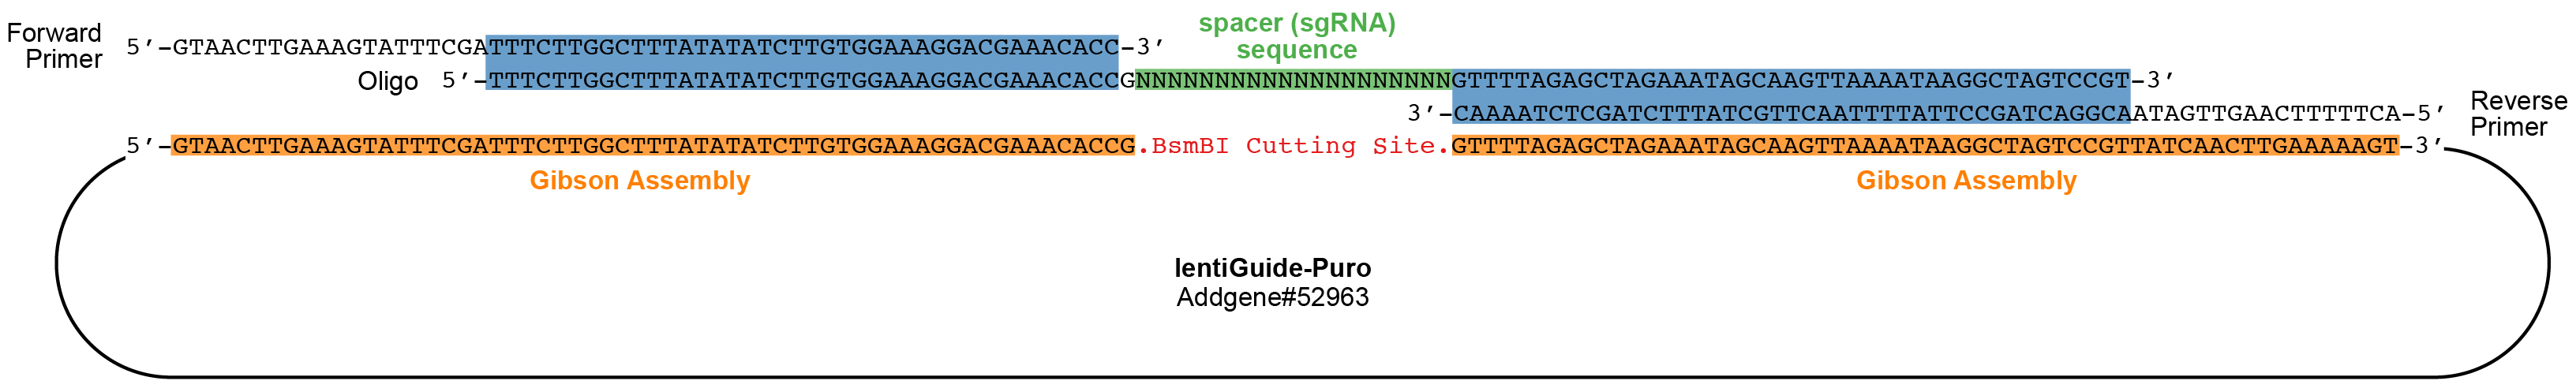 Forward Primer 5’–GTAACTTGAAAGTATTTCGATTTCTTGGCTTTATATATCTTGTGGAAAGGACGAAACACC–3’
spacer (sgRNA) sequence
Oligo 5’–TTTCTTGGCTTTATATATCTTGTGGAAAGGACGAAACACCGNNNNNNNNNNNNNNNNNNNNGTTTTAGAGCTAGAAATAGCAAGTTAAAATAAGGCTAGTCCGT–3’
3’–CAAAATCTCGATCTTTATCGTTCAATTTTATTCCGATCAGGCAATAGTTGAACTTTTTCA–5’ Reverse Primer
5’–GTAACTTGAAAGTATTTCGATTTCTTGGCTTTATATATCTTGTGGAAAGGACGAAACACCG.BsmBI Cutting Site.GTTTTAGAGCTAGAAATAGCAAGTTAAAATAAGGCTAGTCCGTTATCAACTTGAAAAAGT–3’
Gibson Assembly
Gibson Assembly
lentiGuide-Puro
Addgene#52963